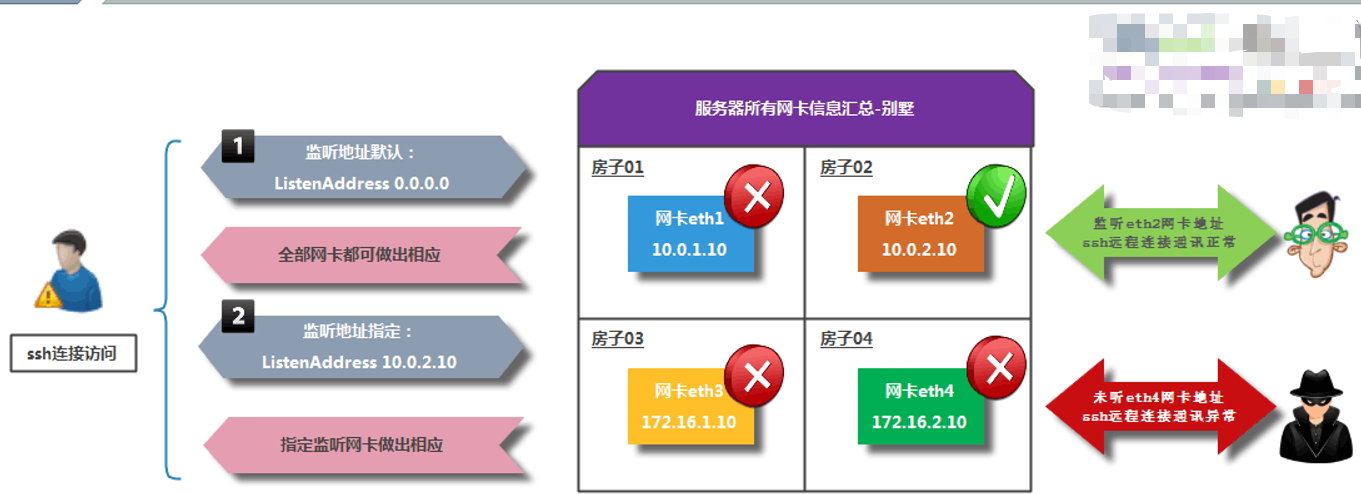 服务器所有网卡信息汇总-别墅
1
监听地址默认：
ListenAddress 0.0.0.0
全部网卡都可做出相应
2
监听地址指定：
ListenAddress 10.0.2.10
指定监听网卡做出相应
ssh连接访问
房子01
网卡eth1
10.0.1.10
房子02
网卡eth2
10.0.2.10
房子03
网卡eth3
172.16.1.10
房子04
网卡eth4
172.16.2.10
监听eth2网卡地址
ssh远程连接通讯正常
未听eth4网卡地址
ssh远程连接通讯异常